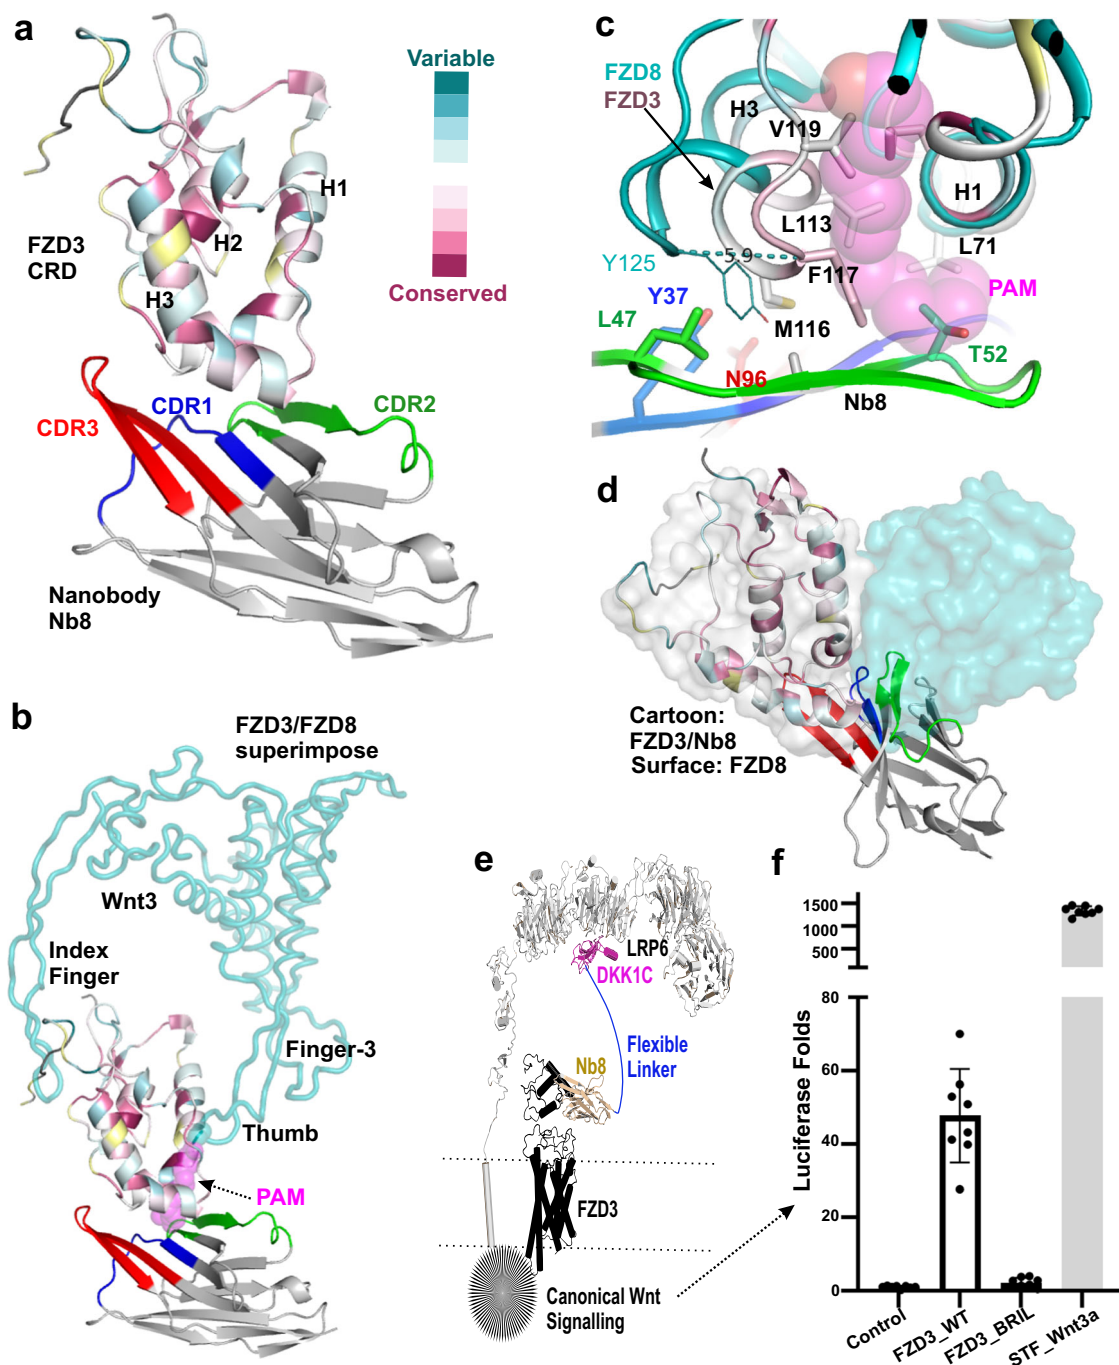 a
FZD3
CRD
H1
H2
H3
Variable
Conserved
CDR3
CDR1
CDR2
Nanobody
Nb8
b
FZD3/FZD8
superimpose
Wnt3
Index
Finger
Finger-3
Thumb
PAM
c
FZD8
FZD3
H3
V119
H1
L113
L71
5.9
Y125
F117
PAM
Y37
L47
M116
T52
N96
Nb8
d
Cartoon:
FZD3/Nb8
Surface: FZD8
e
LRP6
DKK1C
Flexible
Linker
Nb8
FZD3
Canonical Wnt
Signalling
f
Luciferase Folds
1500
1000
500
80
60
40
20
0
Control
FZD3_WT
FZD3_BRIL
STF_Wnt3a